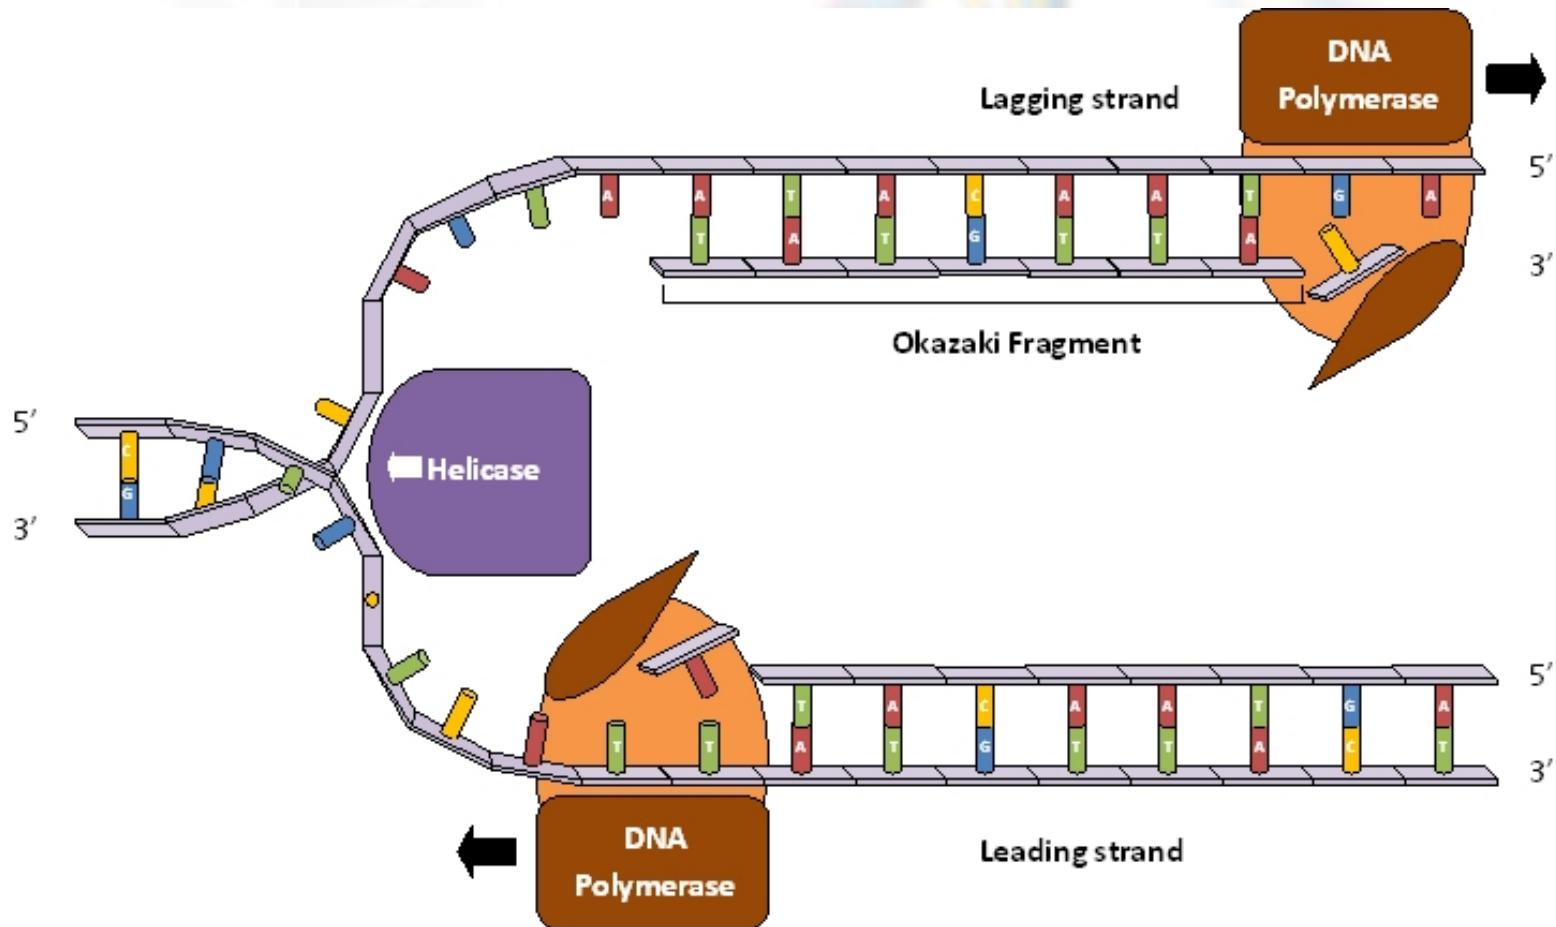 DNA
Polymerase
Lagging strand
5′
A A T A C A A T G A
T A T G T T A
3′
Okazaki Fragment
5′
C
G
3′
Helicase
5′
T A C A A T G A
T T A T G T T A C T
3′
DNA
Polymerase
Leading strand